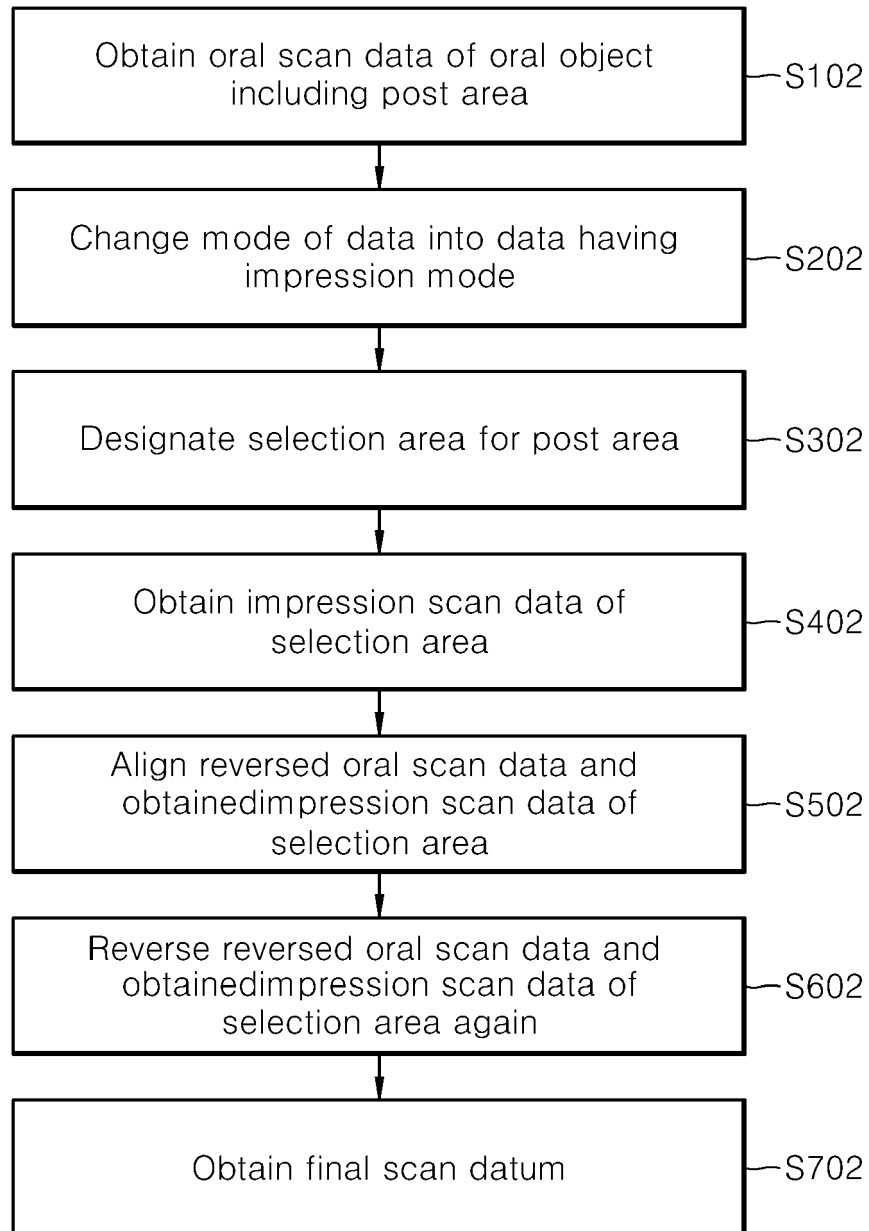 Obtain oral scan data of oral object
including post area
S102
Change mode of data into data having
impression mode
S202
Designate selection area for post area
S302
Obtain impression scan data of
selection area
S402
Align reversed oral scan data and
obtainedimpression scan data of
selection area
S502
Reverse reversed oral scan data and
obtainedimpression scan data of
selection area again
S602
Obtain final scan datum
S702